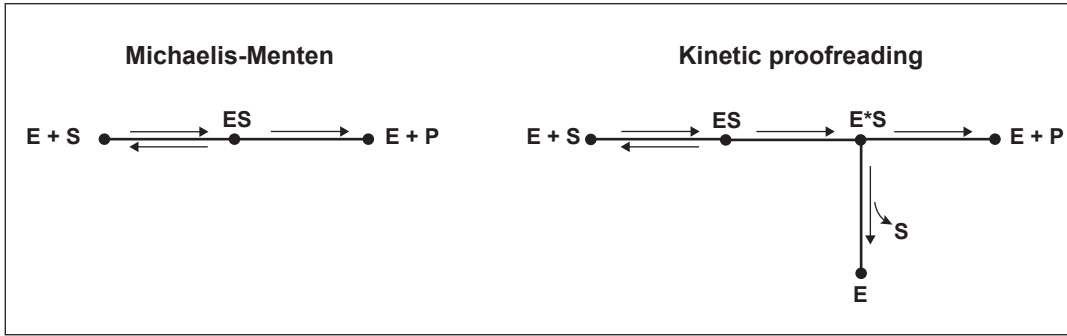 Michaelis-Menten
E + S
ES
E + P
Kinetic proofreading
E + S
ES
E*S
E + P
S
E